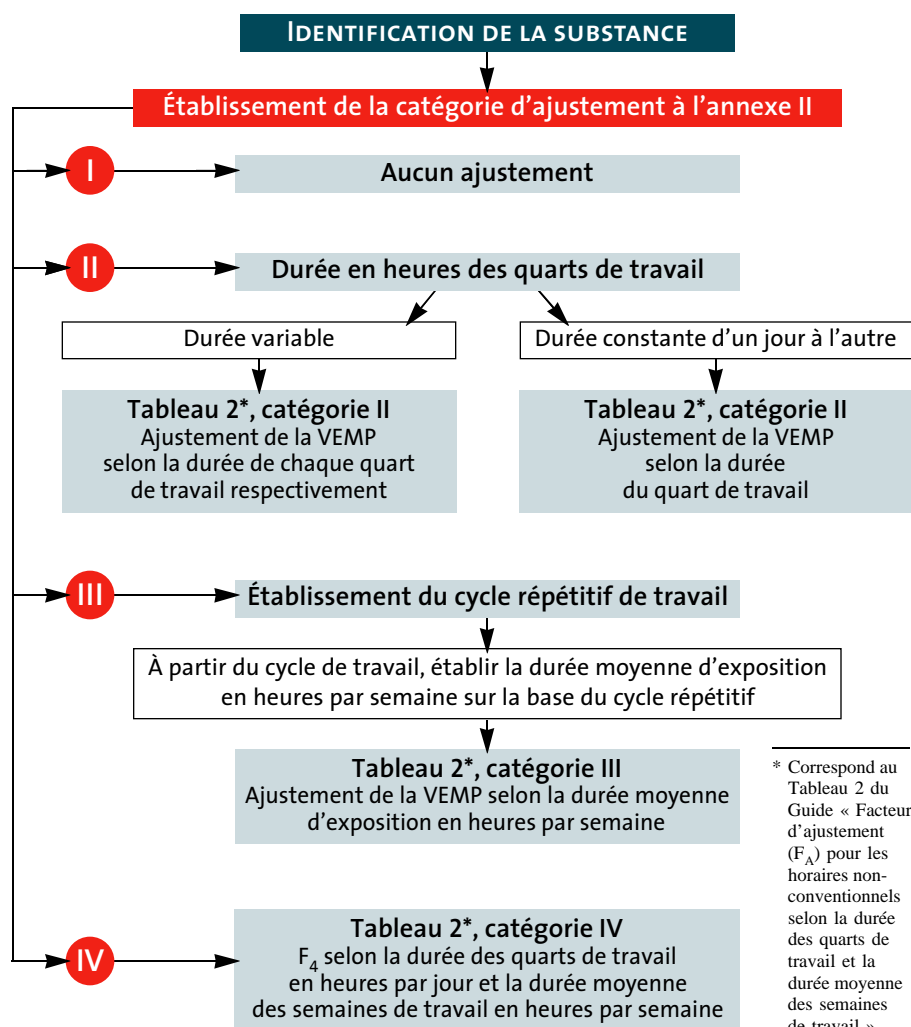 IDENTIFICATION DE LA SUBSTANCE
Établissement de la catégorie d'ajustement à l'annexe II
I
Aucun ajustement
II
Durée en heures des quarts de travail
Durée variable
Durée constante d'un jour à l'autre
Tableau 2*, catégorie II
Ajustement de la VEMP
selon la durée de chaque quart
de travail respectivement
Tableau 2*, catégorie II
Ajustement de la VEMP
selon la durée
du quart de travail
III
Établissement du cycle répétitif de travail
À partir du cycle de travail, établir la durée moyenne d'exposition
en heures par semaine sur la base du cycle répétitif
Tableau 2*, catégorie III
Ajustement de la VEMP selon la durée moyenne
d'exposition en heures par semaine
IV
Tableau 2*, catégorie IV
F4 selon la durée des quarts de travail
en heures par jour et la durée moyenne
des semaines de travail en heures par semaine
* Correspond au
Tableau 2 du
Guide « Facteur
d'ajustement
(FA) pour les
horaires non-
conventionnels
selon la durée
des quarts de
travail et la
durée moyenne
des semaines
de travail »